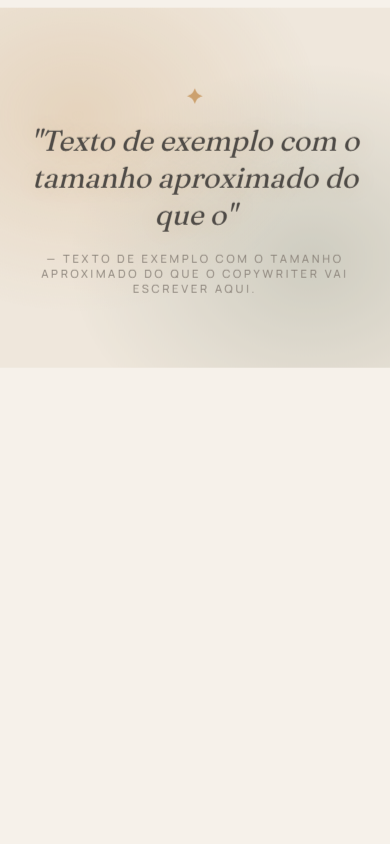 "Texto de exemplo com o
tamanho aproximado do
que o"
— TEXTO DE EXEMPLO COM O TAMANHO
APROXIMADO DO QUE O COPYWRITER VAI
ESCREVER AQUI.